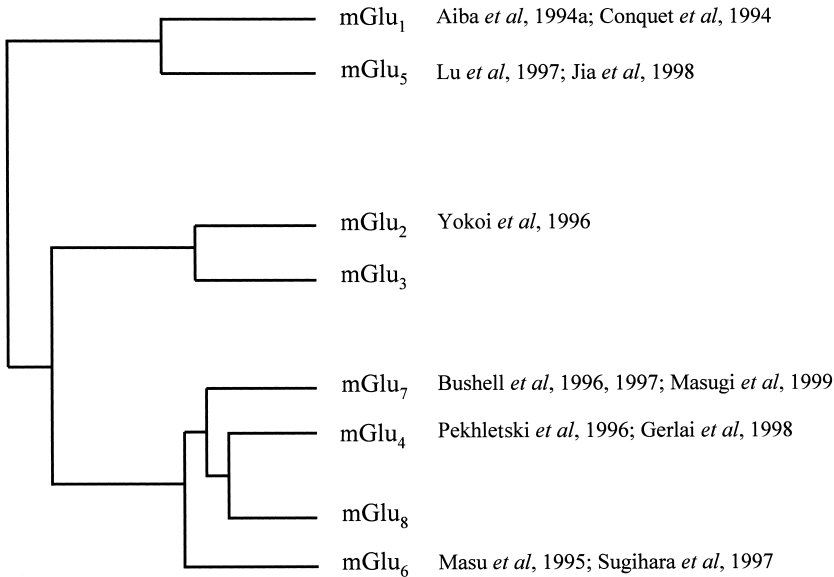 mGlu₁ Aiba et al, 1994a; Conquet et al, 1994
mGlu₅ Lu et al, 1997; Jia et al, 1998
mGlu₂ Yokoi et al, 1996
mGlu₃
mGlu₇ Bushell et al, 1996, 1997; Masugi et al, 1999
mGlu₄ Pekhletski et al, 1996; Gerlai et al, 1998
mGlu₈
mGlu₆ Masu et al, 1995; Sugihara et al, 1997